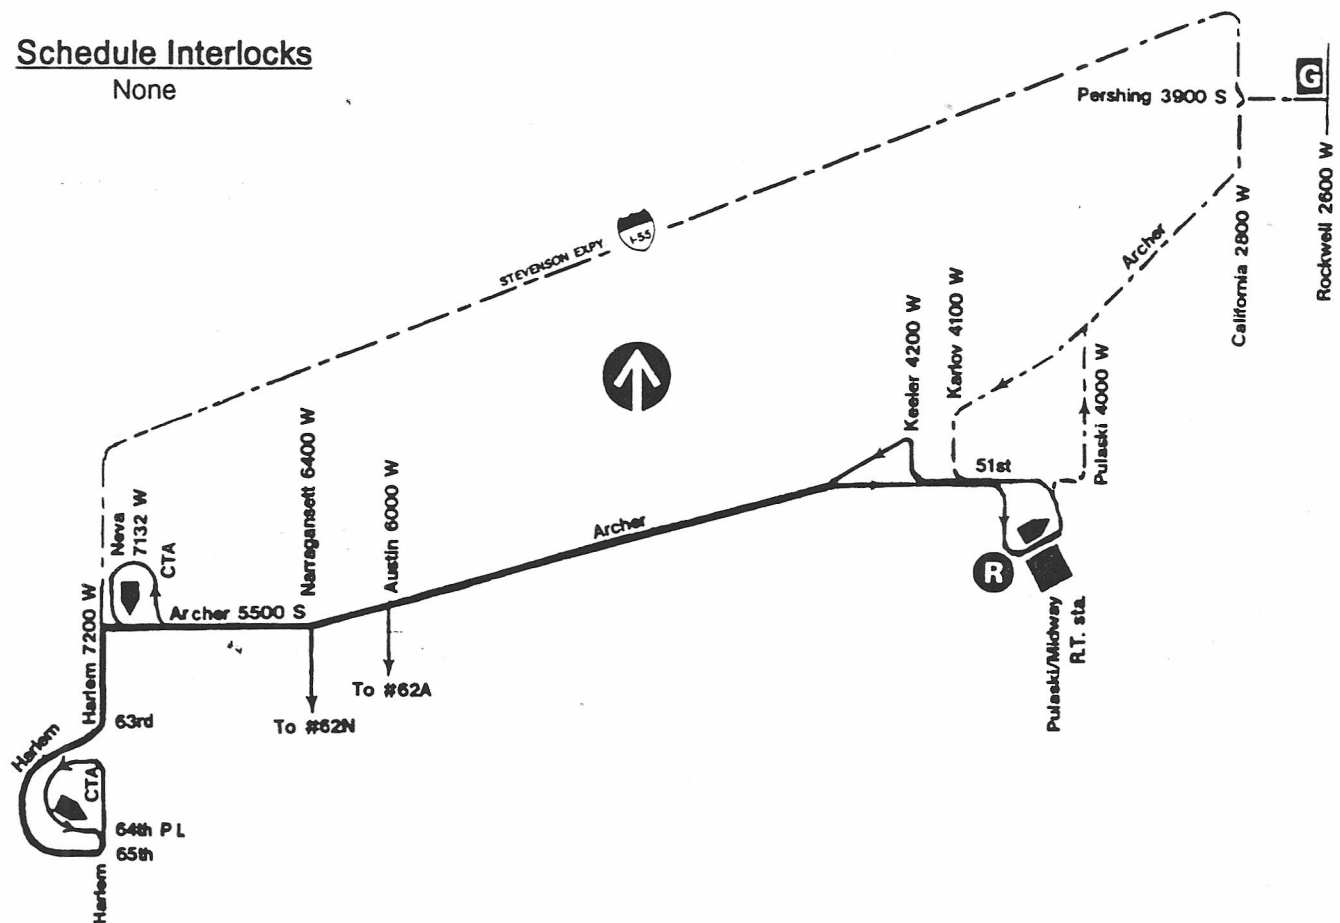 Schedule Interlocks
None
G
Pershing 3900 S
Rockwell 2600 W
California 2800 W
Archer
I-55
STEVENSON EXPY
Keeler 4200 W
Karlov 4100 W
Pulaski 4000 W
51st
Narragansett 6400 W
Austin 6000 W
Archer
Neva
7132 W
CTA
Archer 5500 S
R
Pulaski/Midway
R.T. sta.
Harlem 7200 W
To #62A
To #62N
63rd
Harlem
CTA
64th PL
65th
Harlem